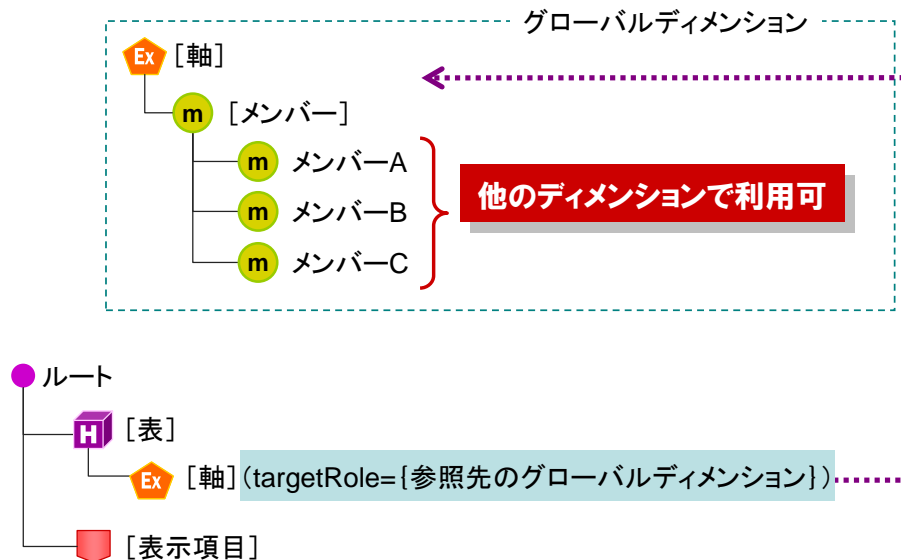 グローバルディメンション
Ex ［軸］
m ［メンバー］
m メンバーA
m メンバーB
m メンバーC
他のディメンションで利用可
ルート
H ［表］
Ex ［軸］(targetRole={参照先のグローバルディメンション})
［表示項目］